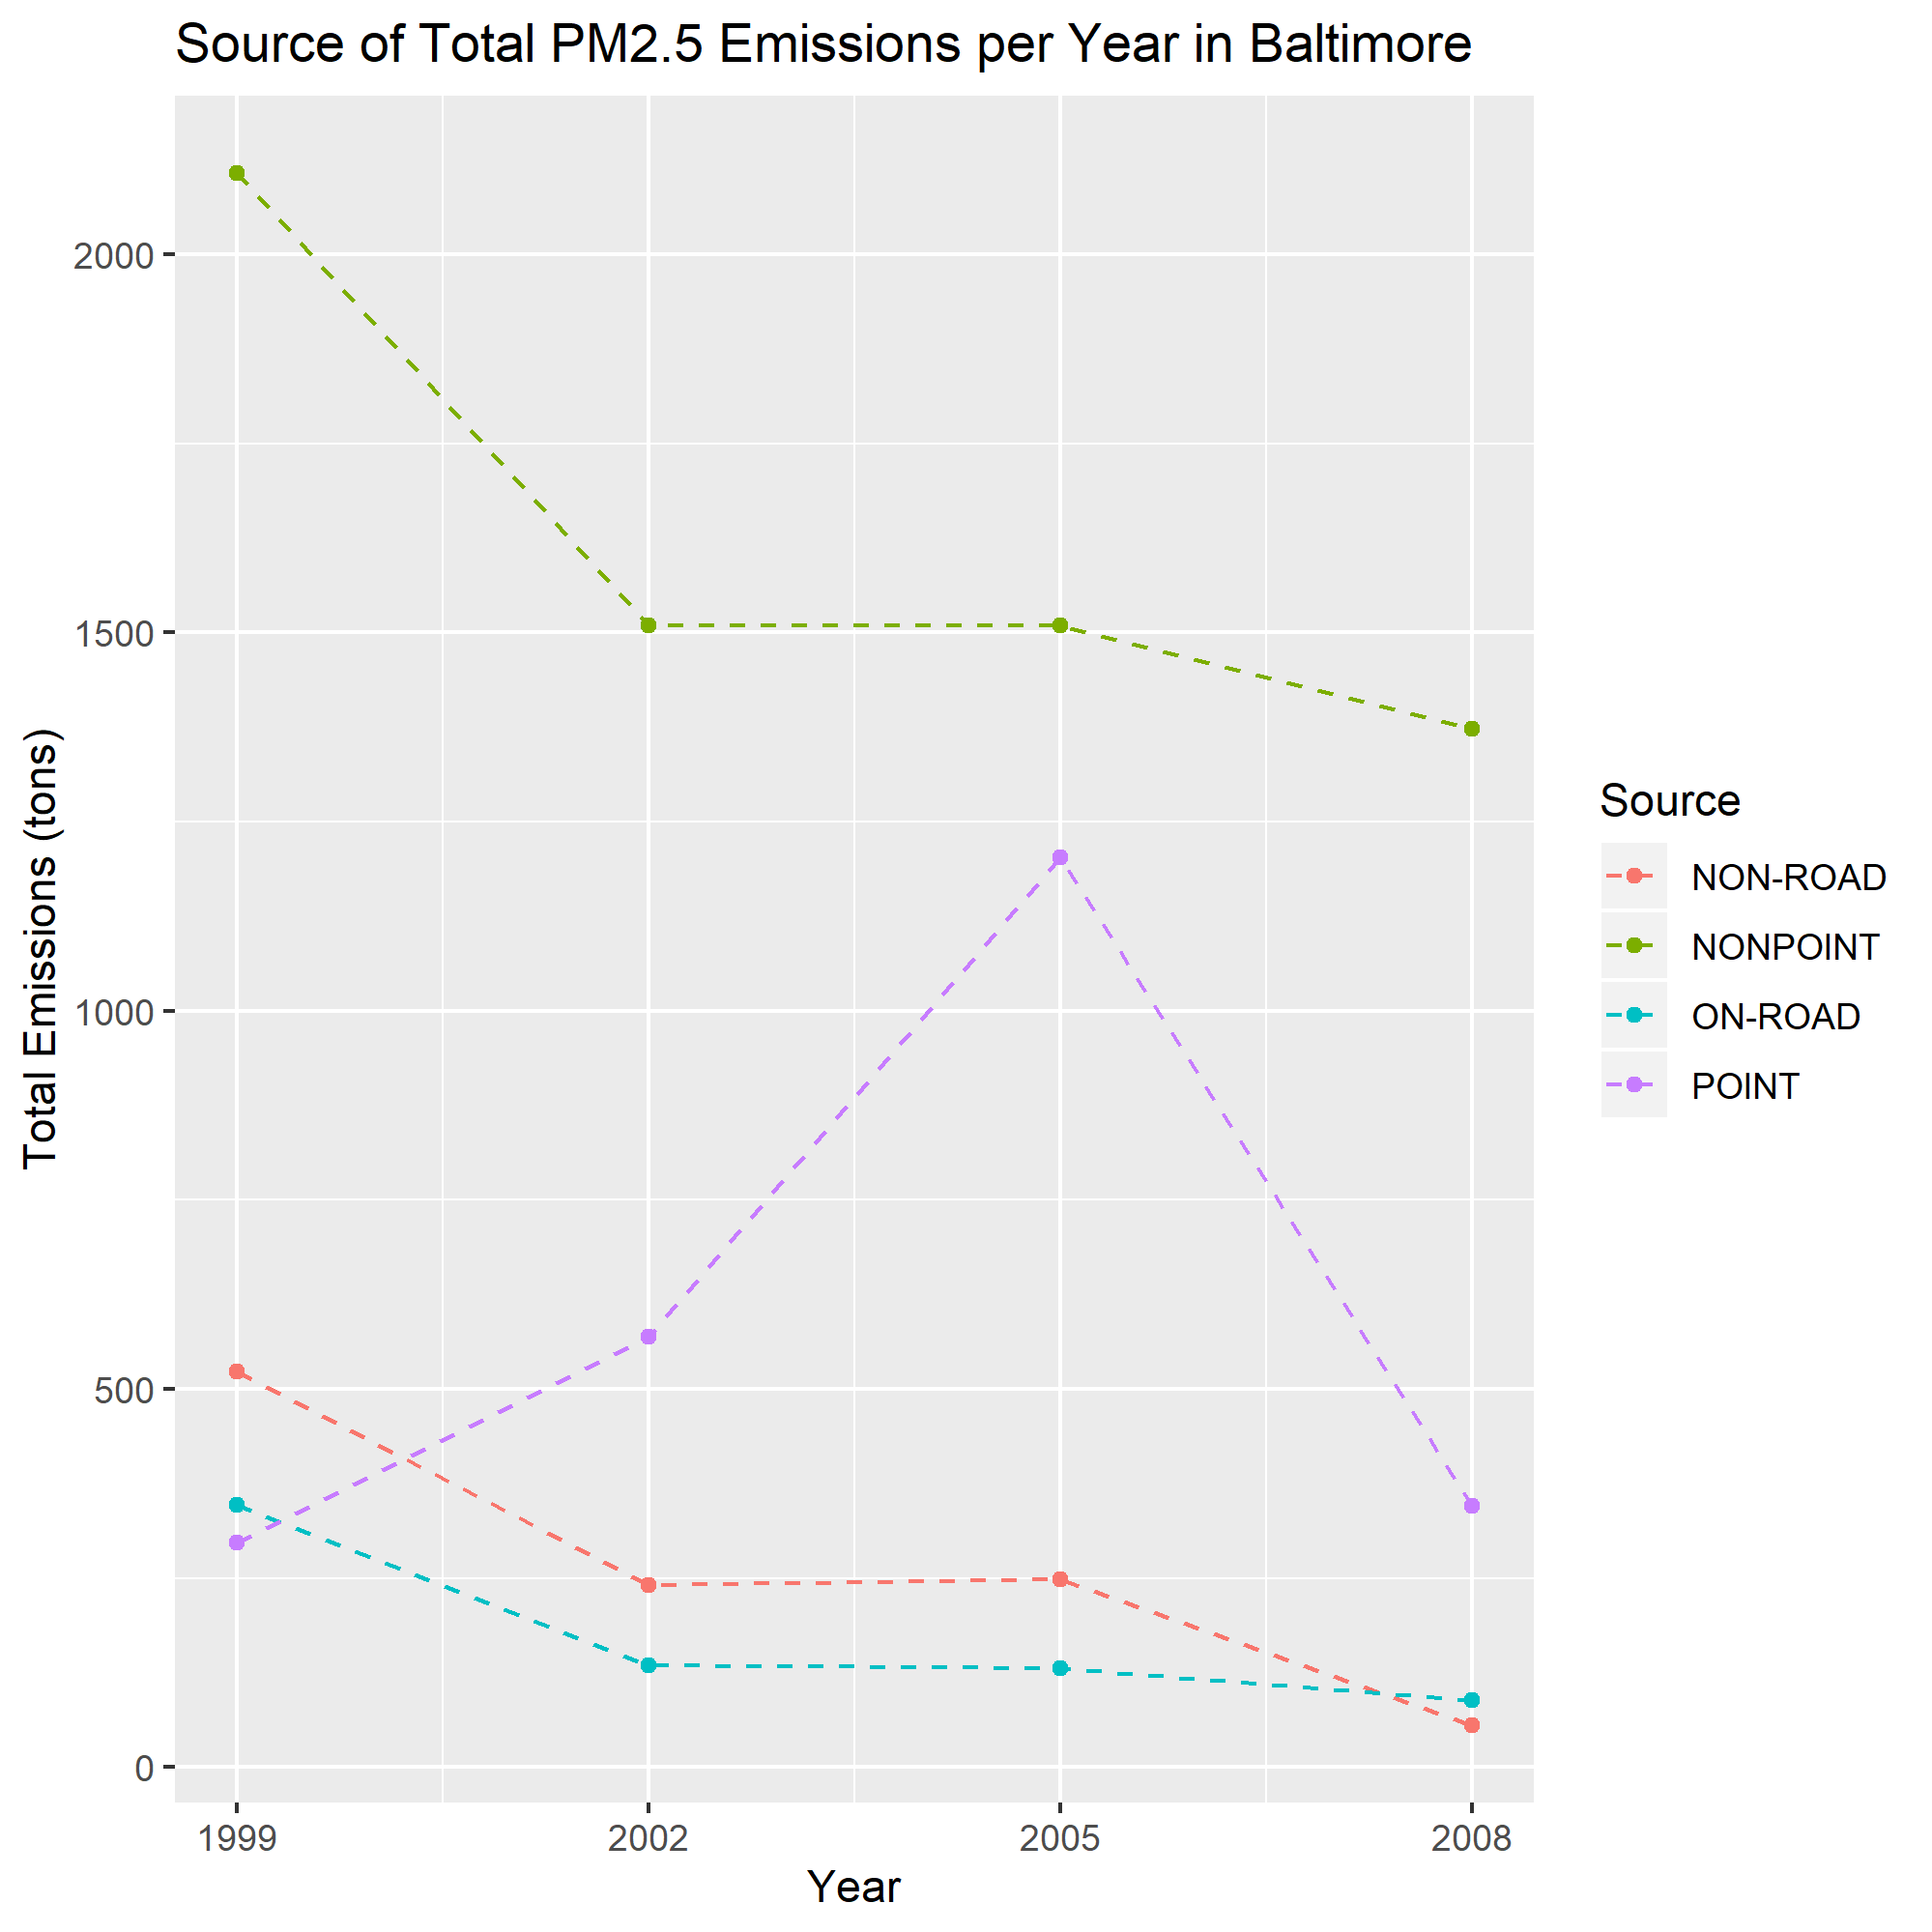 Source of Total PM2.5 Emissions per Year in Baltimore
Total Emissions (tons)
2000
1500
1000
500
0
1999
2002
2005
2008
Year
Source
NON-ROAD
NONPOINT
ON-ROAD
POINT